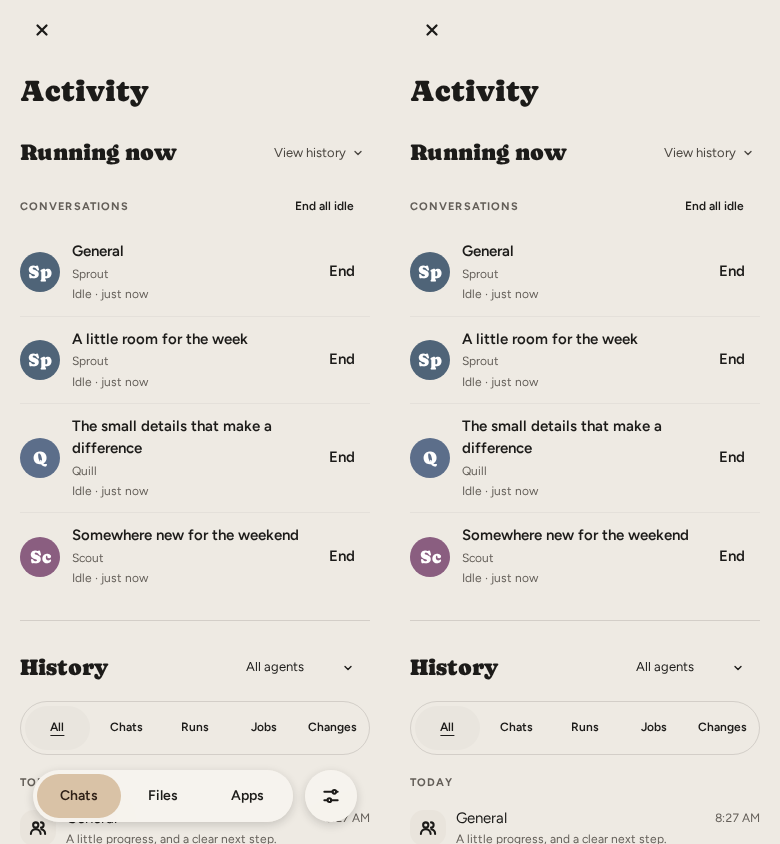 Activity
Running now
View history
CONVERSATIONS
End all idle
Sp
General
Sprout
Idle · just now
End
Sp
A little room for the week
Sprout
Idle · just now
End
Q
The small details that make a
difference
Quill
Idle · just now
End
Sc
Somewhere new for the weekend
Scout
Idle · just now
End
History
All agents
All
Chats
Runs
Jobs
Changes
Chats
Files
Apps
A little progress, and a clear next step.
Activity
Running now
View history
CONVERSATIONS
End all idle
Sp
General
Sprout
Idle · just now
End
Sp
A little room for the week
Sprout
Idle · just now
End
Q
The small details that make a
difference
Quill
Idle · just now
End
Sc
Somewhere new for the weekend
Scout
Idle · just now
End
History
All agents
All
Chats
Runs
Jobs
Changes
TODAY
General
8:27 AM
A little progress, and a clear next step.